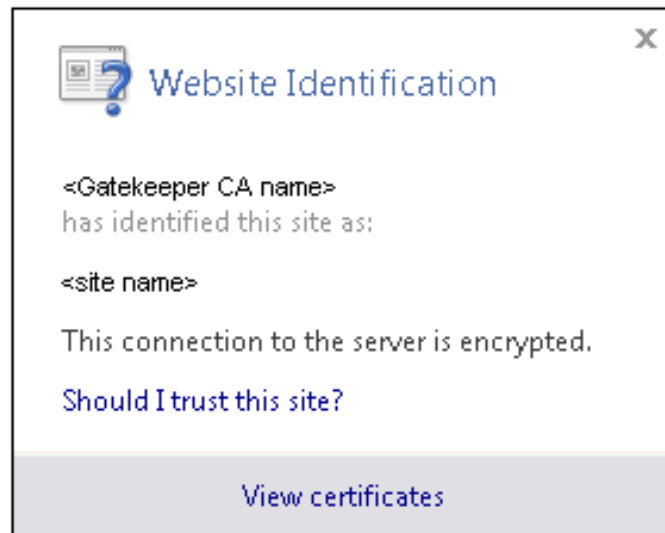 x
Website Identification
<Gatekeeper CA name>
has identified this site as:
<site name>
This connection to the server is encrypted.
Should I trust this site?
View certificates